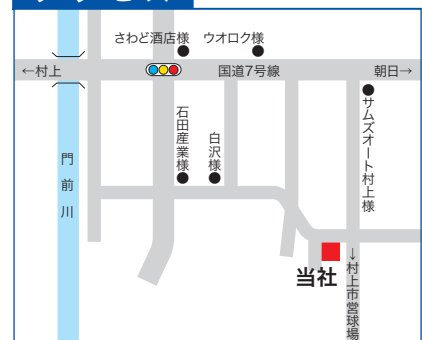 さわど酒店様
ウオロク様
←村上
国道7号線
朝日→
石田産業様
白沢様
サムズオート村上様
門前川
当社
→村上市営球場